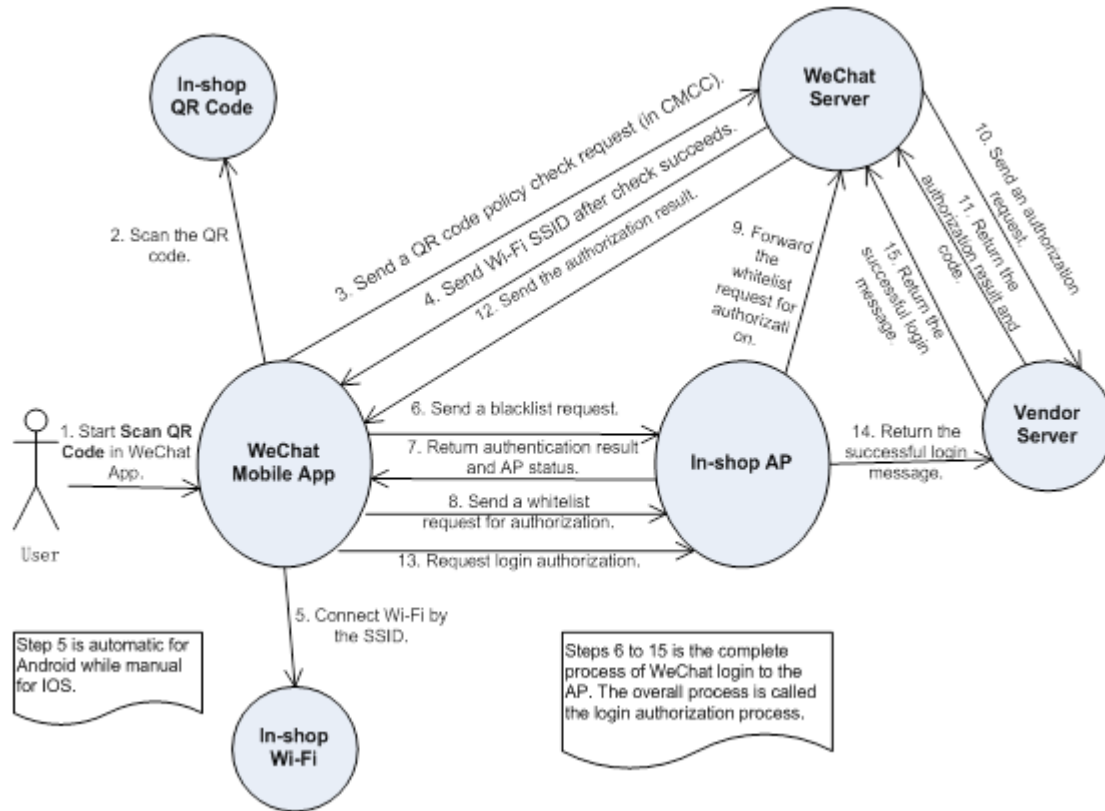 In-shop
QR Code
WeChat
Server
2. Scan the QR
code.
3. Send a QR code policy check request (in CMCC).
4. Send Wi-Fi SSID after check succeeds.
12. Send the authorization result.
9. Forward
the
whitelist
request for
authorizati
on.
10. Send an authorization
request.
11. Return the
authorization result and
code.
15. Return the
successful login
message.
1. Start Scan QR
Code in WeChat
App.
User
WeChat
Mobile App
6. Send a blacklist request.
7. Return authentication result
and AP status.
8. Send a whitelist
request for authorization.
13. Request login authorization.
In-shop AP
14. Return the
successful login
message.
Vendor
Server
5. Connect Wi-Fi by
the SSID.
In-shop
Wi-Fi
Step 5 is automatic for
Android while manual
for IOS.
Steps 6 to 15 is the complete
process of WeChat login to the
AP. The overall process is called
the login authorization process.